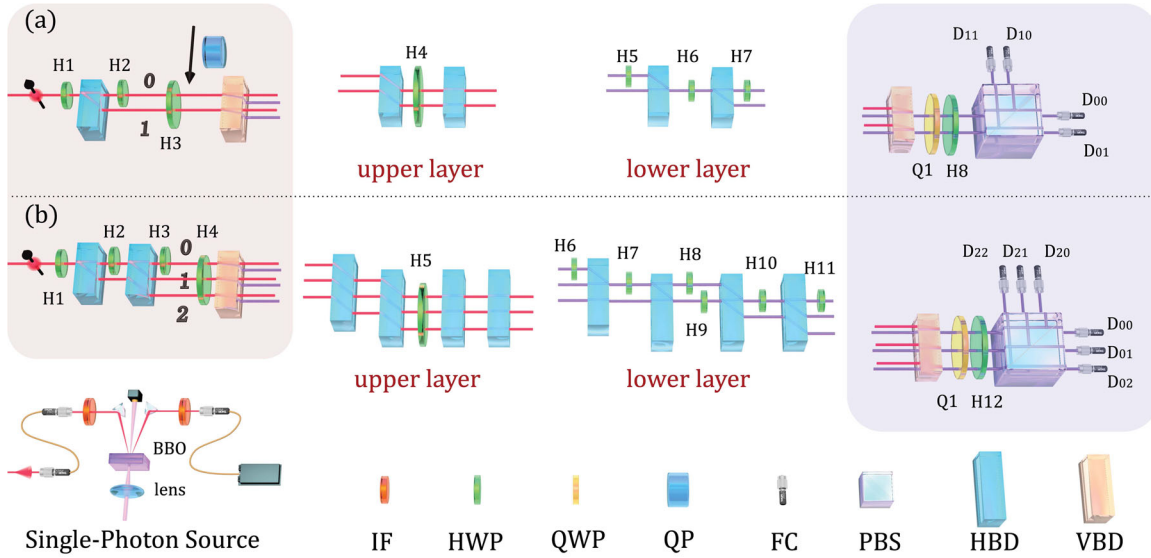 (a)
H1
H2
0
1
H3
H4
upper layer
H5
H6
H7
lower layer
D11
D10
D00
D01
Q1
H8
(b)
H1
H2
H3
H4
0
1
2
H5
upper layer
H6
H7
H8
H9
H10
H11
lower layer
D22
D21
D20
D00
D01
D02
Q1
H12
BBO
lens
Single-Photon Source
IF
HWP
QWP
QP
FC
PBS
HBD
VBD